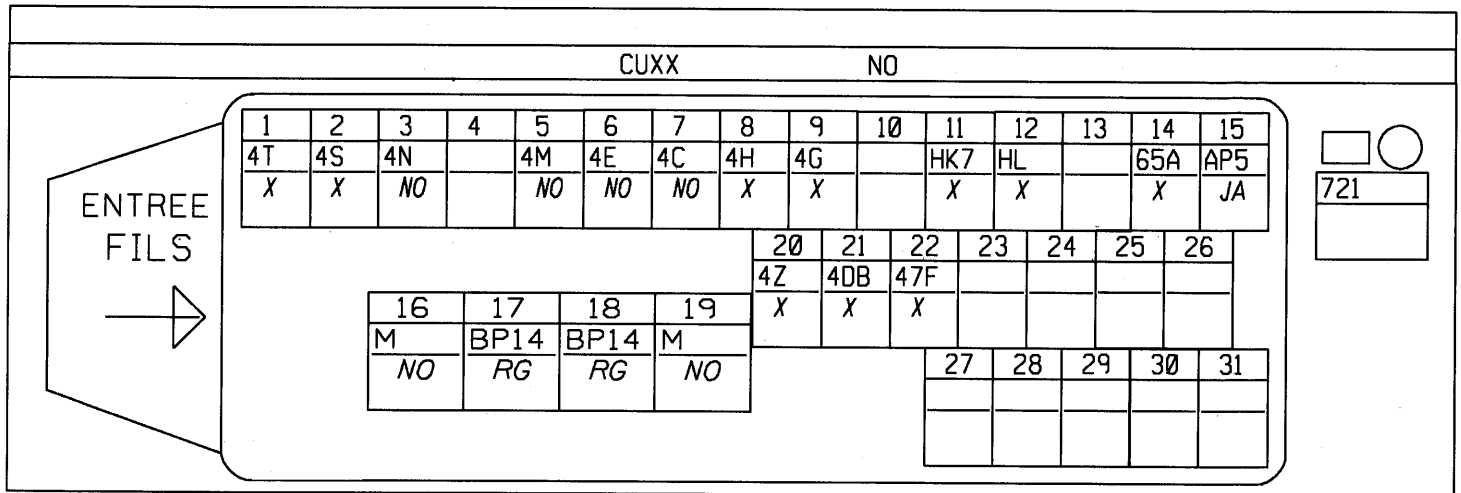 CUXX NO
1 2 3 4 5 6 7 8 9 10 11 12 13 14 15
4T 4S 4N 4M 4E 4C 4H 4G HK7 HL 65A AP5
X X NO NO NO NO X X X X X JA
721
ENTREE
FILS
20 21 22 23 24 25 26
4Z 4DB 47F
X X X
16 17 18 19
M BP14 BP14 M
NO RG RG NO
27 28 29 30 31